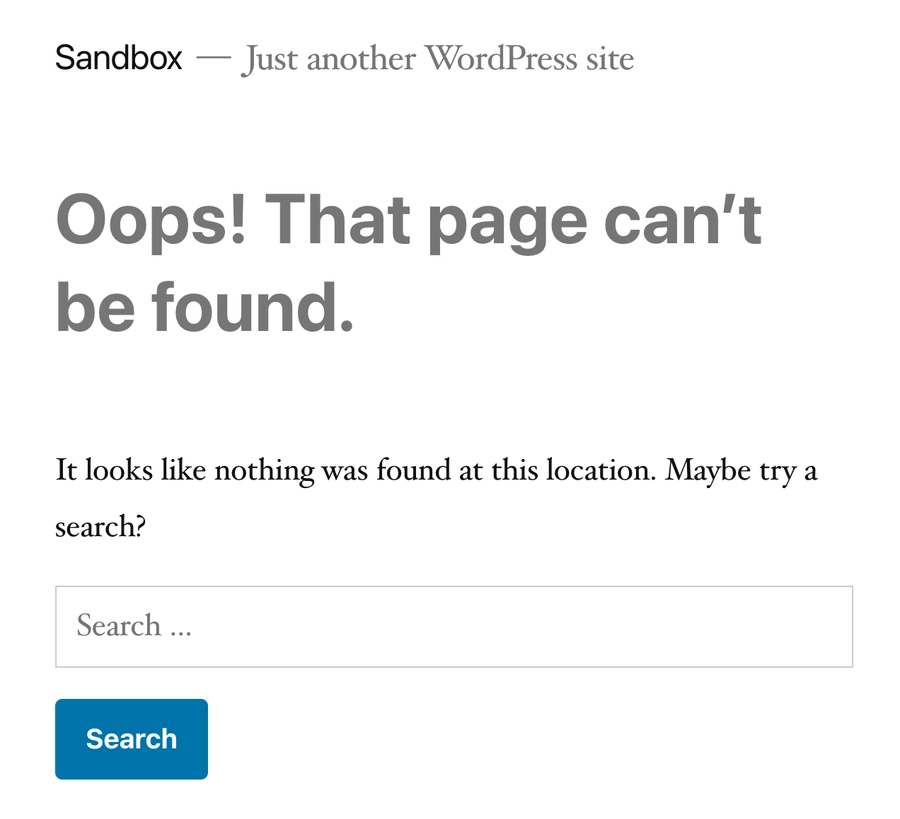 Sandbox — Just another WordPress site
Oops! That page can’t
be found.
It looks like nothing was found at this location. Maybe try a
search?
Search …
Search